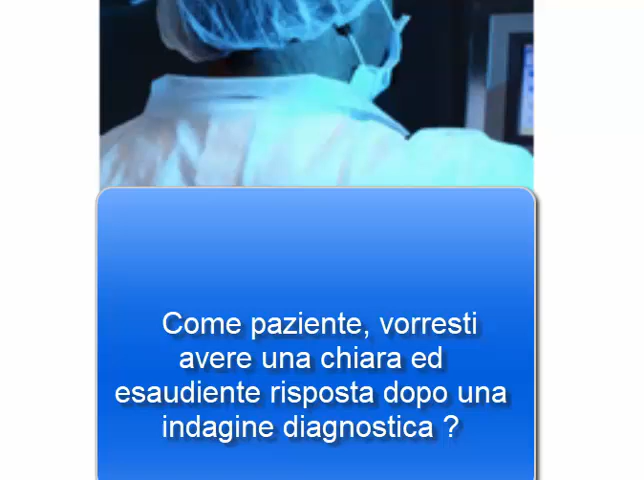 Come paziente, vorresti
avere una chiara ed
esaudiente risposta dopo una
indagine diagnostica ?